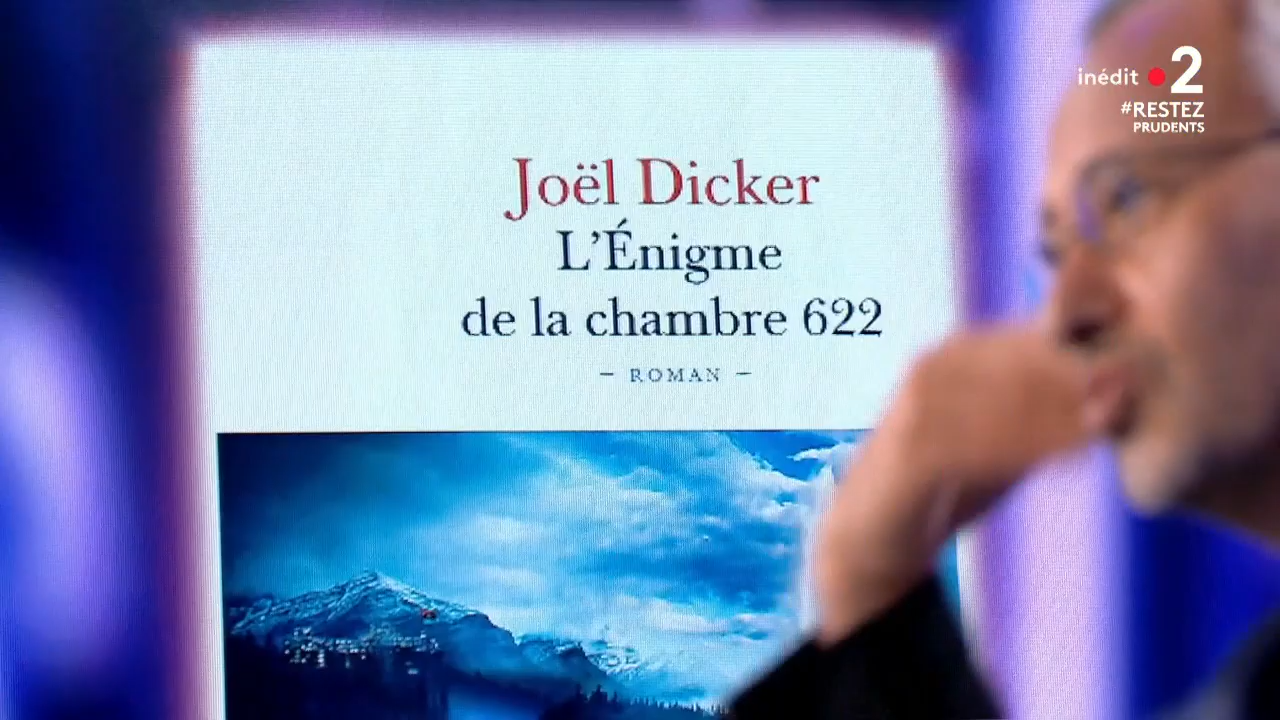 inédit 2
#RESTEZ
PRUDENTS
Joël Dicker
L'Énigme
de la chambre 622
– ROMAN –